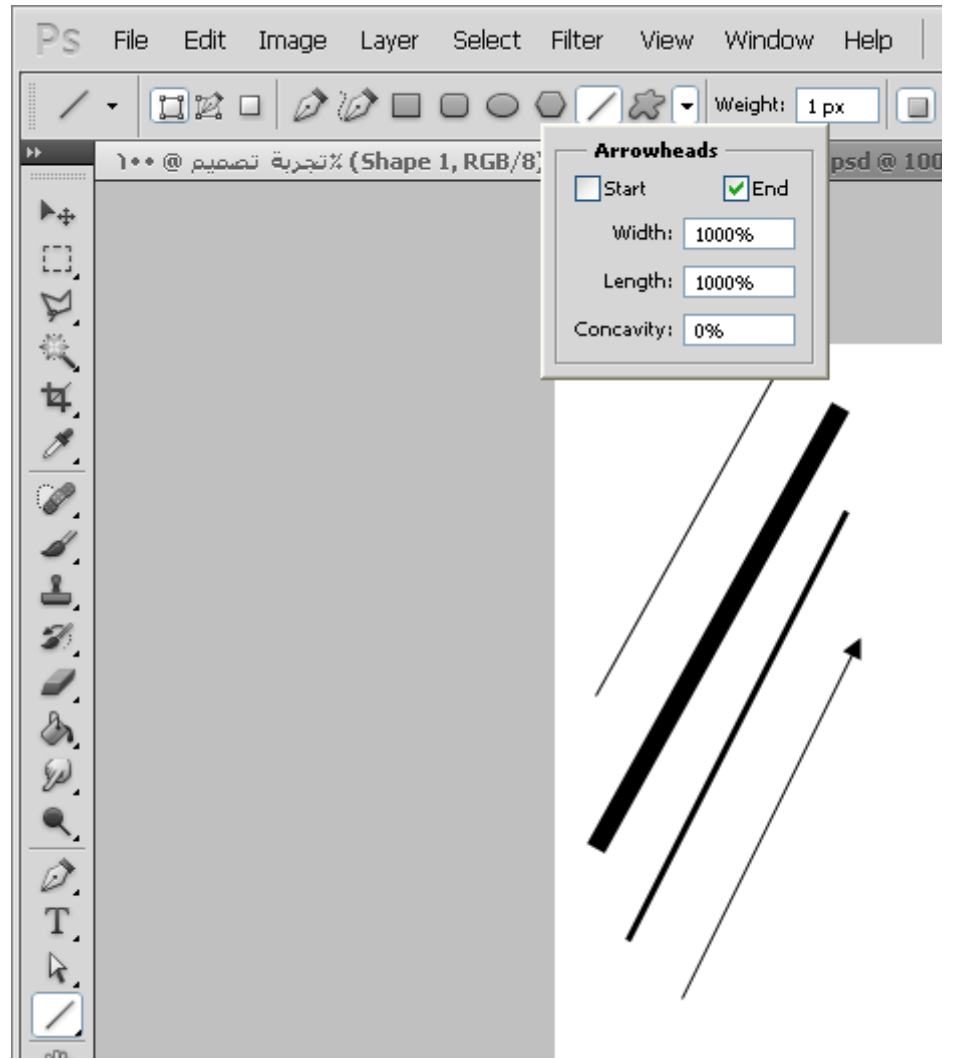 Ps File Edit Image Layer Select Filter View Window Help
Weight: 1 px
تجربة تصميم @ ١٠٠% (Shape 1, RGB/8)
psd @ 100
Arrowheads
Start End
Width: 1000%
Length: 1000%
Concavity: 0%
T